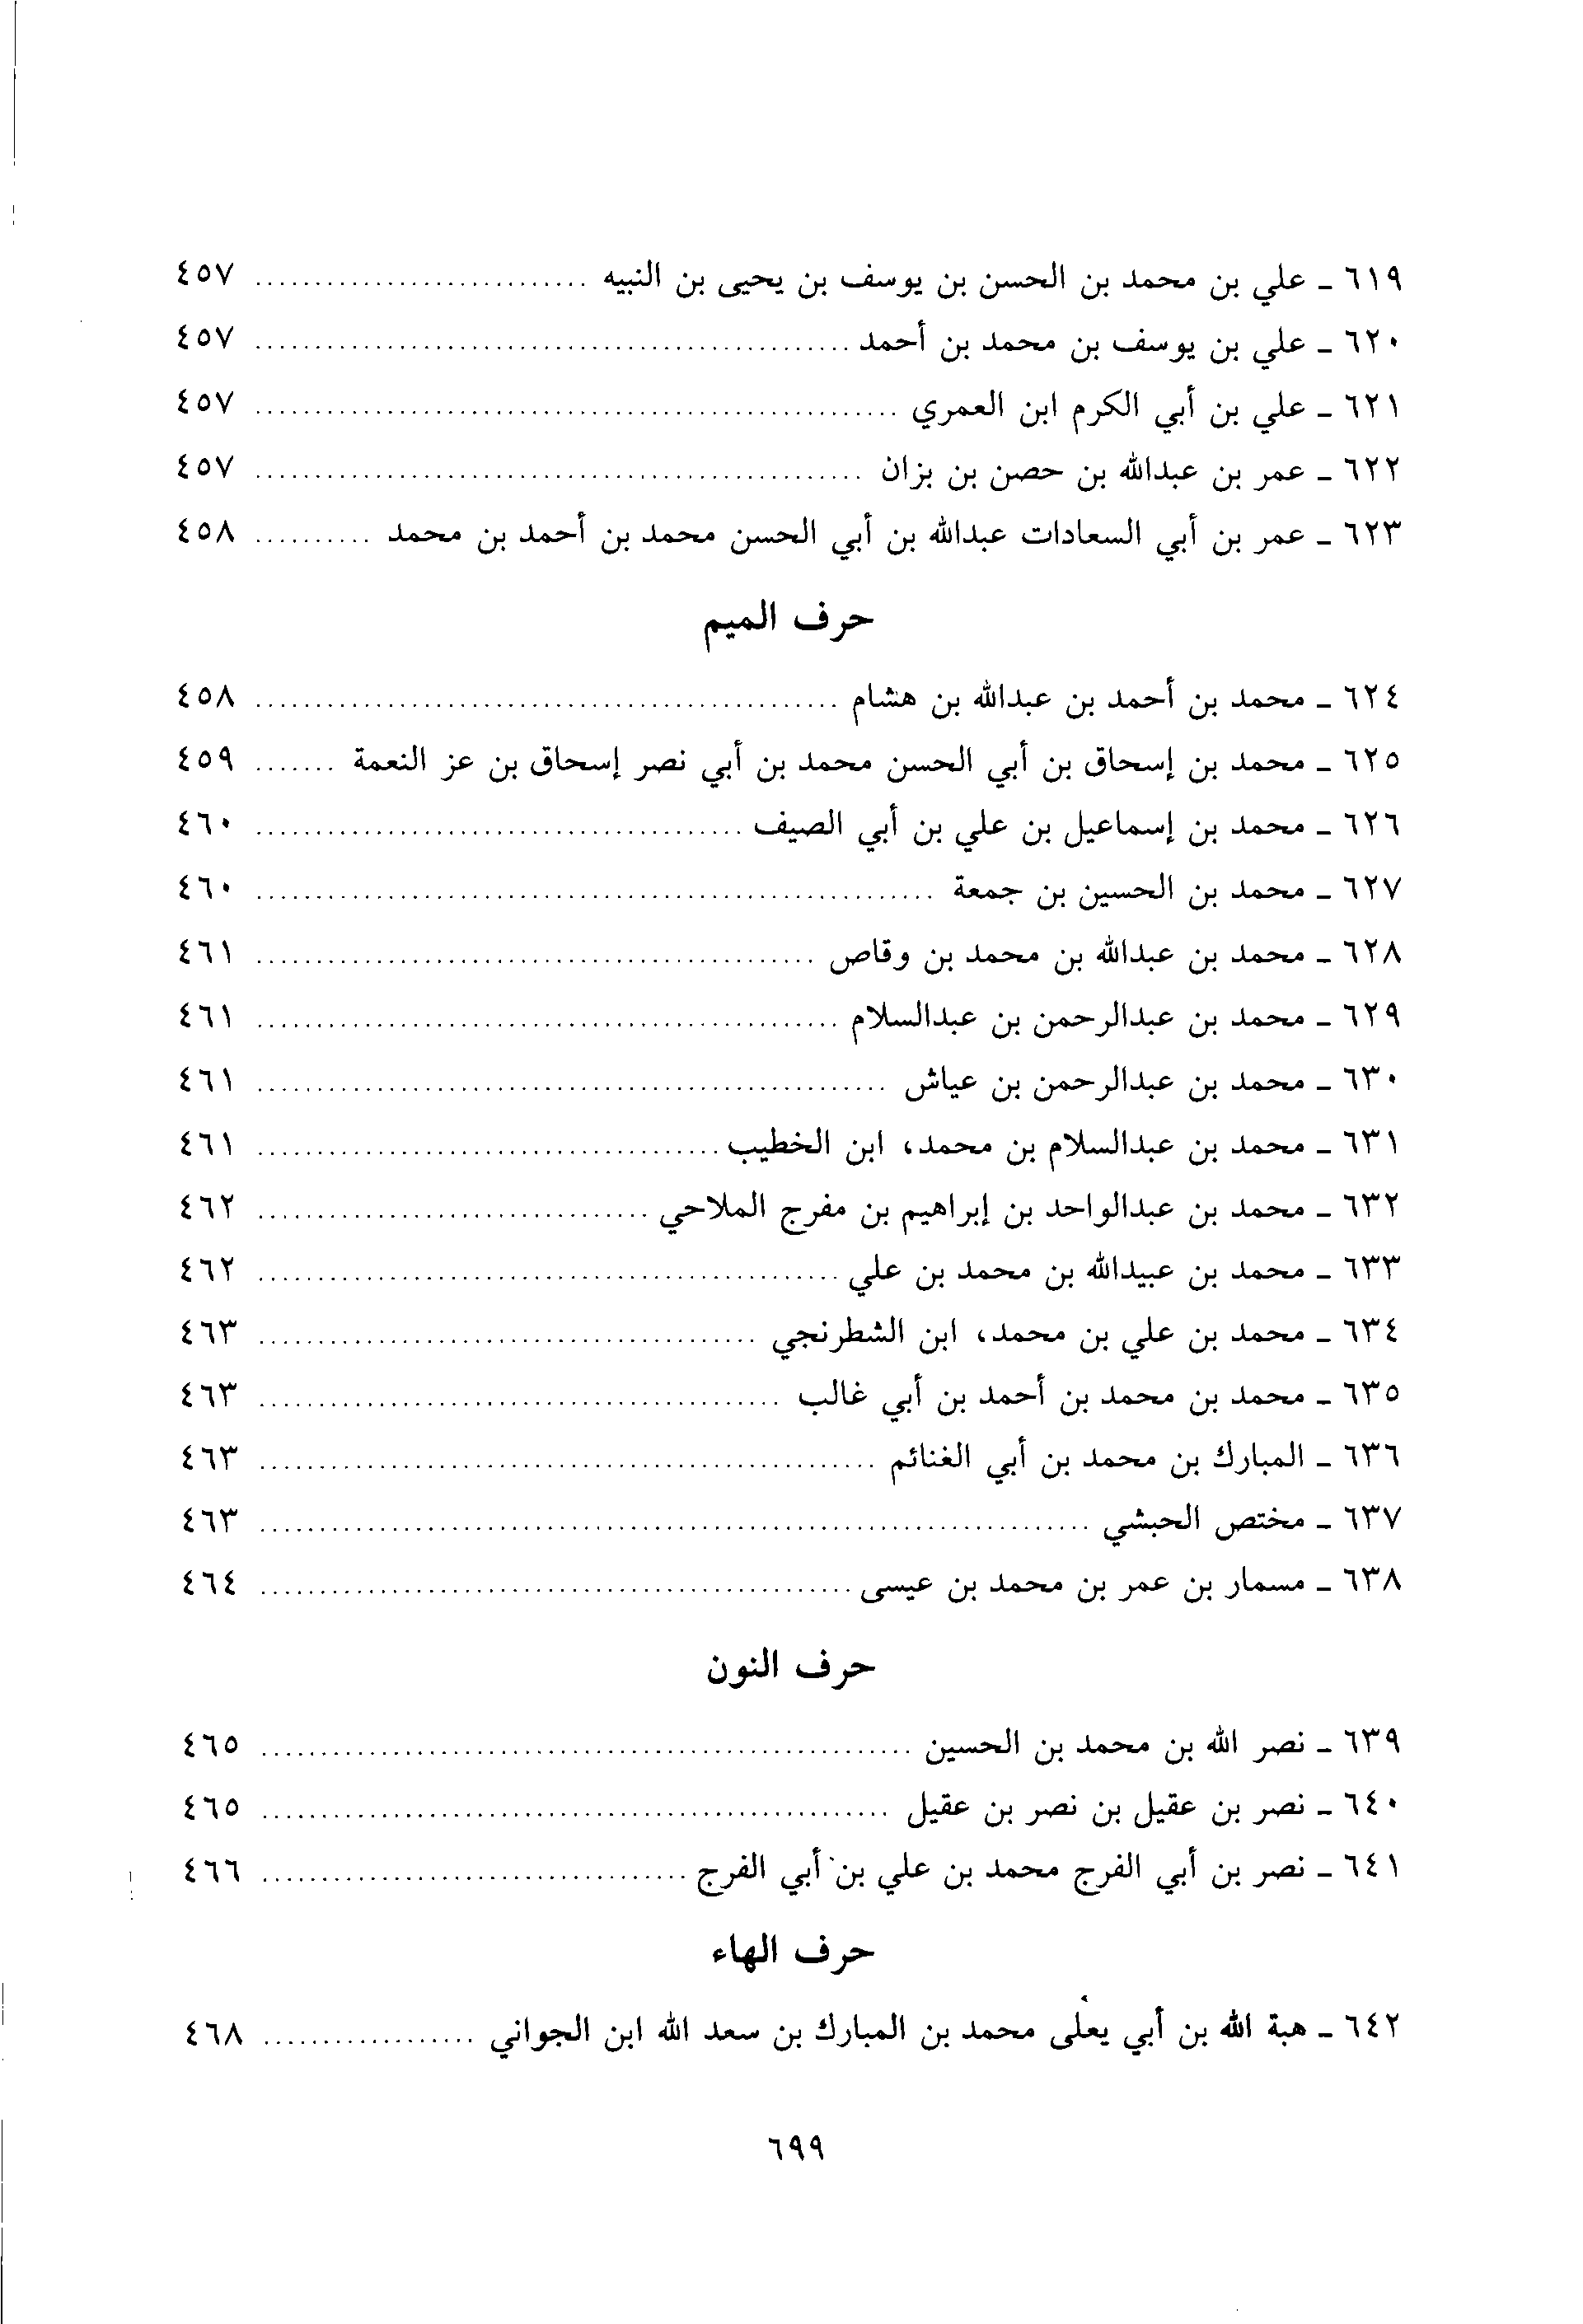 ٦١٩ - علي بن محمد بن الحسن بن يوسف بن يحيى بن النبيه ............................ ٤٥٧
٦٢٠ - علي بن يوسف بن محمد بن أحمد .................................................. ٤٥٧
٦٢١ - علي بن أبي الكرم ابن العمري ...................................................... ٤٥٧
٦٢٢ - عمر بن عبدالله بن حصن بن بزان ................................................... ٤٥٧
٦٢٣ - عمر بن أبي السعادات عبدالله بن أبي الحسن محمد بن أحمد بن محمد .......... ٤٥٨
حرف الميم
٦٢٤ - محمد بن أحمد بن عبدالله بن هشام ................................................. ٤٥٨
٦٢٥ - محمد بن إسحاق بن أبي الحسن محمد بن أبي نصر إسحاق بن عز النعمة ....... ٤٥٩
٦٢٦ - محمد بن إسماعيل بن علي بن أبي الصيف ......................................... ٤٦٠
٦٢٧ - محمد بن الحسين بن جمعة ......................................................... ٤٦٠
٦٢٨ - محمد بن عبدالله بن محمد بن وقاص ............................................... ٤٦١
٦٢٩ - محمد بن عبدالرحمن بن عبدالسلام ................................................. ٤٦١
٦٣٠ - محمد بن عبدالرحمن بن عياش ..................................................... ٤٦١
٦٣١ - محمد بن عبدالسلام بن محمد، ابن الخطيب ....................................... ٤٦١
٦٣٢ - محمد بن عبدالواحد بن إبراهيم بن مفرج الملاحي ................................. ٤٦٢
٦٣٣ - محمد بن عبيدالله بن محمد بن علي ................................................. ٤٦٢
٦٣٤ - محمد بن علي بن محمد، ابن الشطرنجي .......................................... ٤٦٣
٦٣٥ - محمد بن محمد بن أحمد بن أبي غالب ............................................ ٤٦٣
٦٣٦ - المبارك بن محمد بن أبي الغنائم .................................................... ٤٦٣
٦٣٧ - مختص الحبشي ...................................................................... ٤٦٣
٦٣٨ - مسمار بن عمر بن محمد بن عيسى .................................................. ٤٦٤
حرف النون
٦٣٩ - نصر الله بن محمد بن الحسين ....................................................... ٤٦٥
٦٤٠ - نصر بن عقيل بن نصر بن عقيل ..................................................... ٤٦٥
٦٤١ - نصر بن أبي الفرج محمد بن علي بن أبي الفرج .................................... ٤٦٦
حرف الهاء
٦٤٢ - هبة الله بن أبي يعلى محمد بن المبارك بن سعد الله ابن الجواني .................. ٤٦٨
٦٩٩